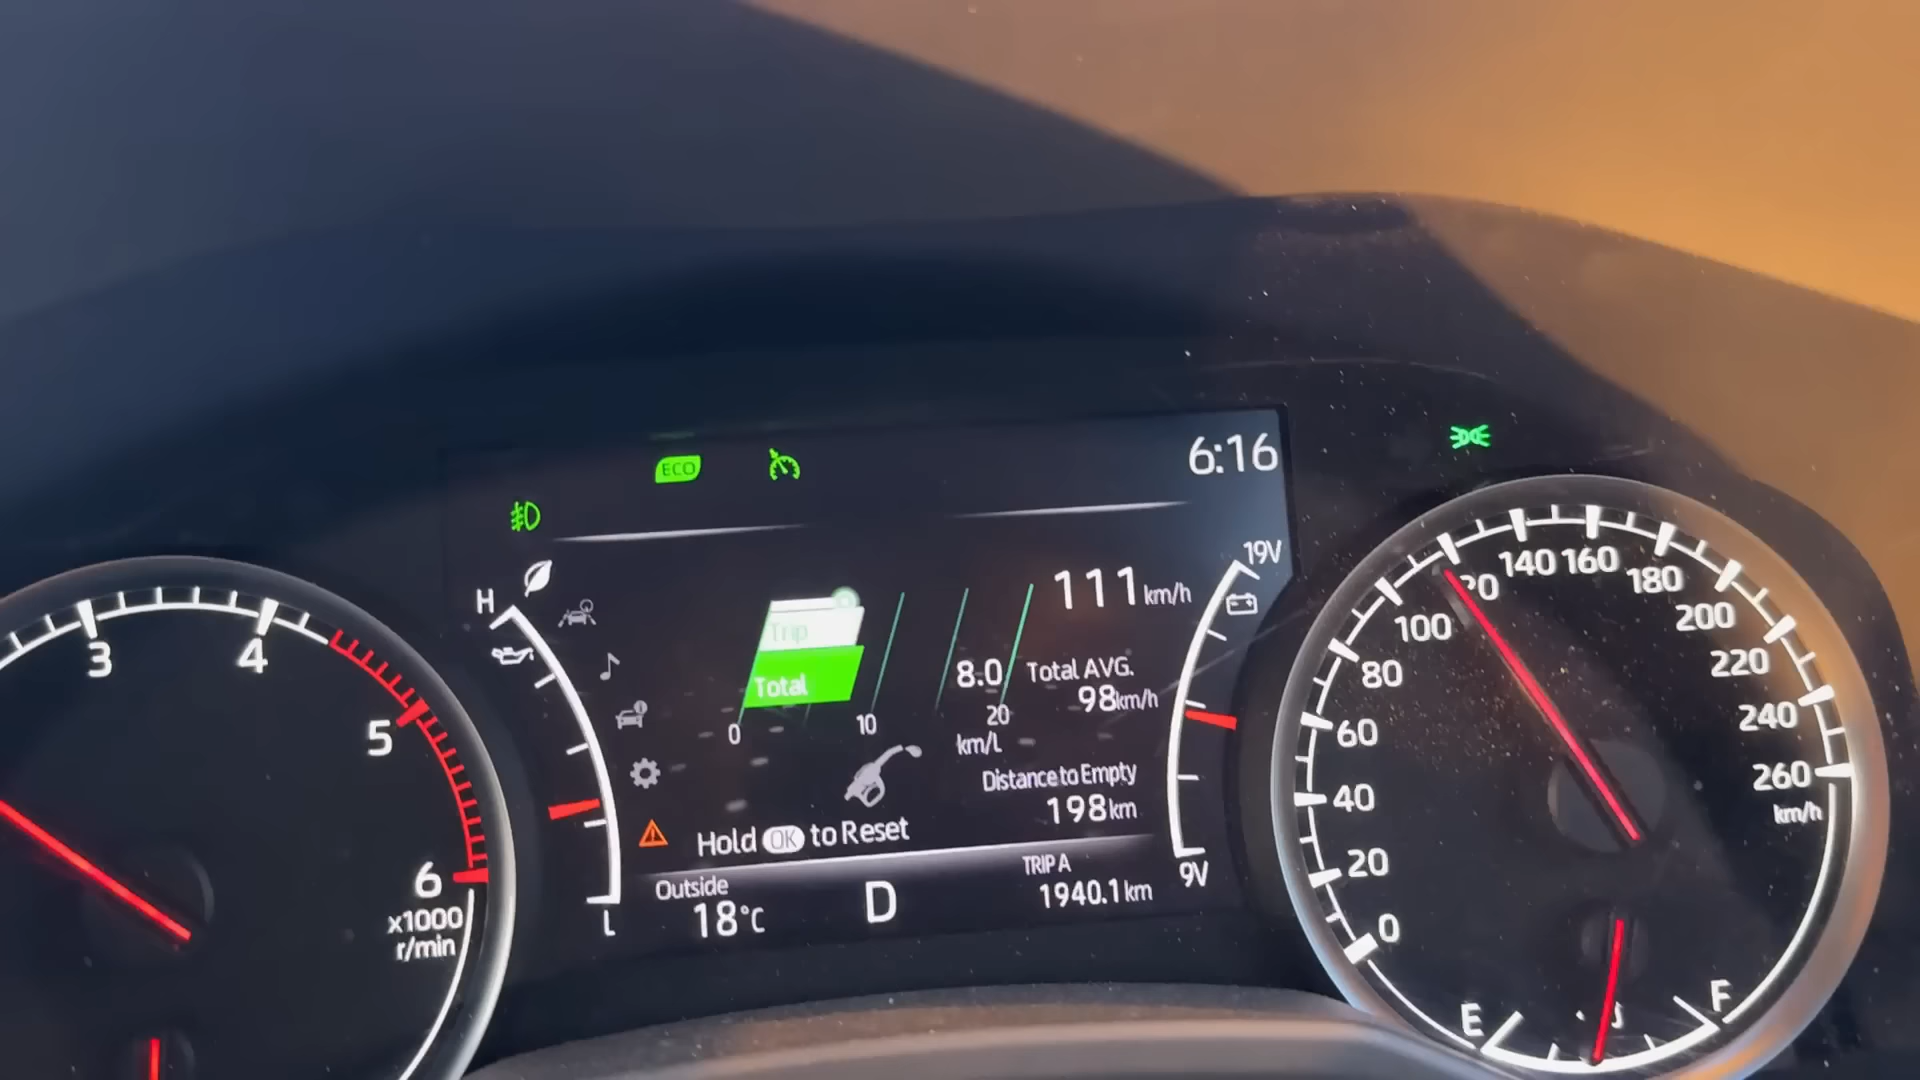 ECO
6:16
3
4
5
6
x1000
r/min
H
L
Trip
Total
0
10
20
km/L
8.0
111 km/h
Total AVG.
98 km/h
Distance to Empty
198 km
Hold OK to Reset
Outside
18°C
D
TRIP A
1940.1 km
19V
9V
0
20
40
60
80
100
140
160
180
200
220
240
260
km/h
E
F